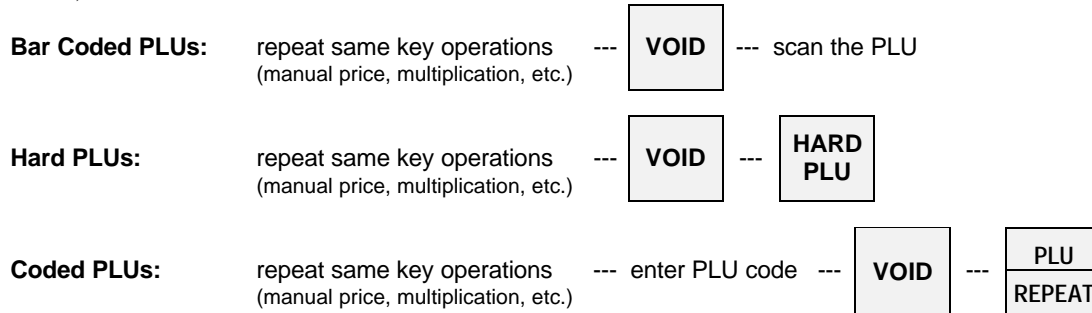 Bar Coded PLUs: repeat same key operations --- VOID --- scan the PLU
(manual price, multiplication, etc.)
Hard PLUs: repeat same key operations --- VOID --- HARD PLU
(manual price, multiplication, etc.)
Coded PLUs: repeat same key operations --- enter PLU code --- VOID --- PLU
(manual price, multiplication, etc.) REPEAT